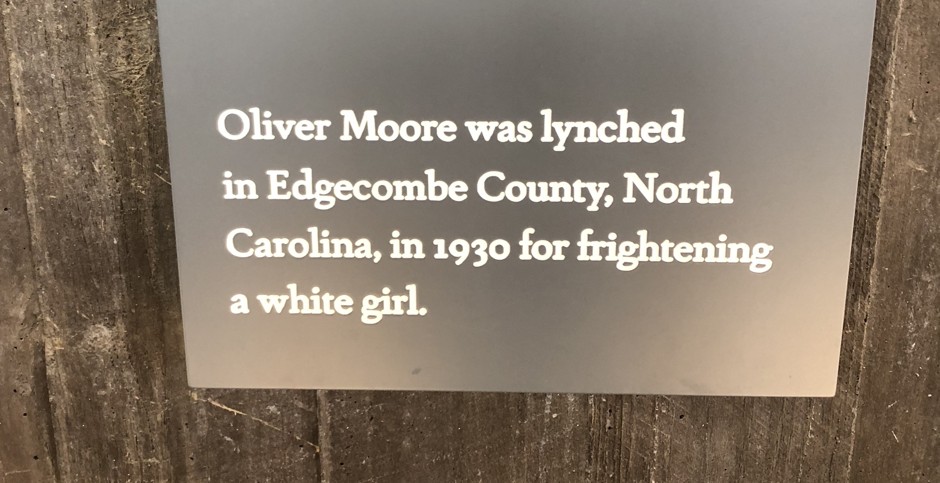 Oliver Moore was lynched
in Edgecombe County, North
Carolina, in 1930 for frightening
a white girl.